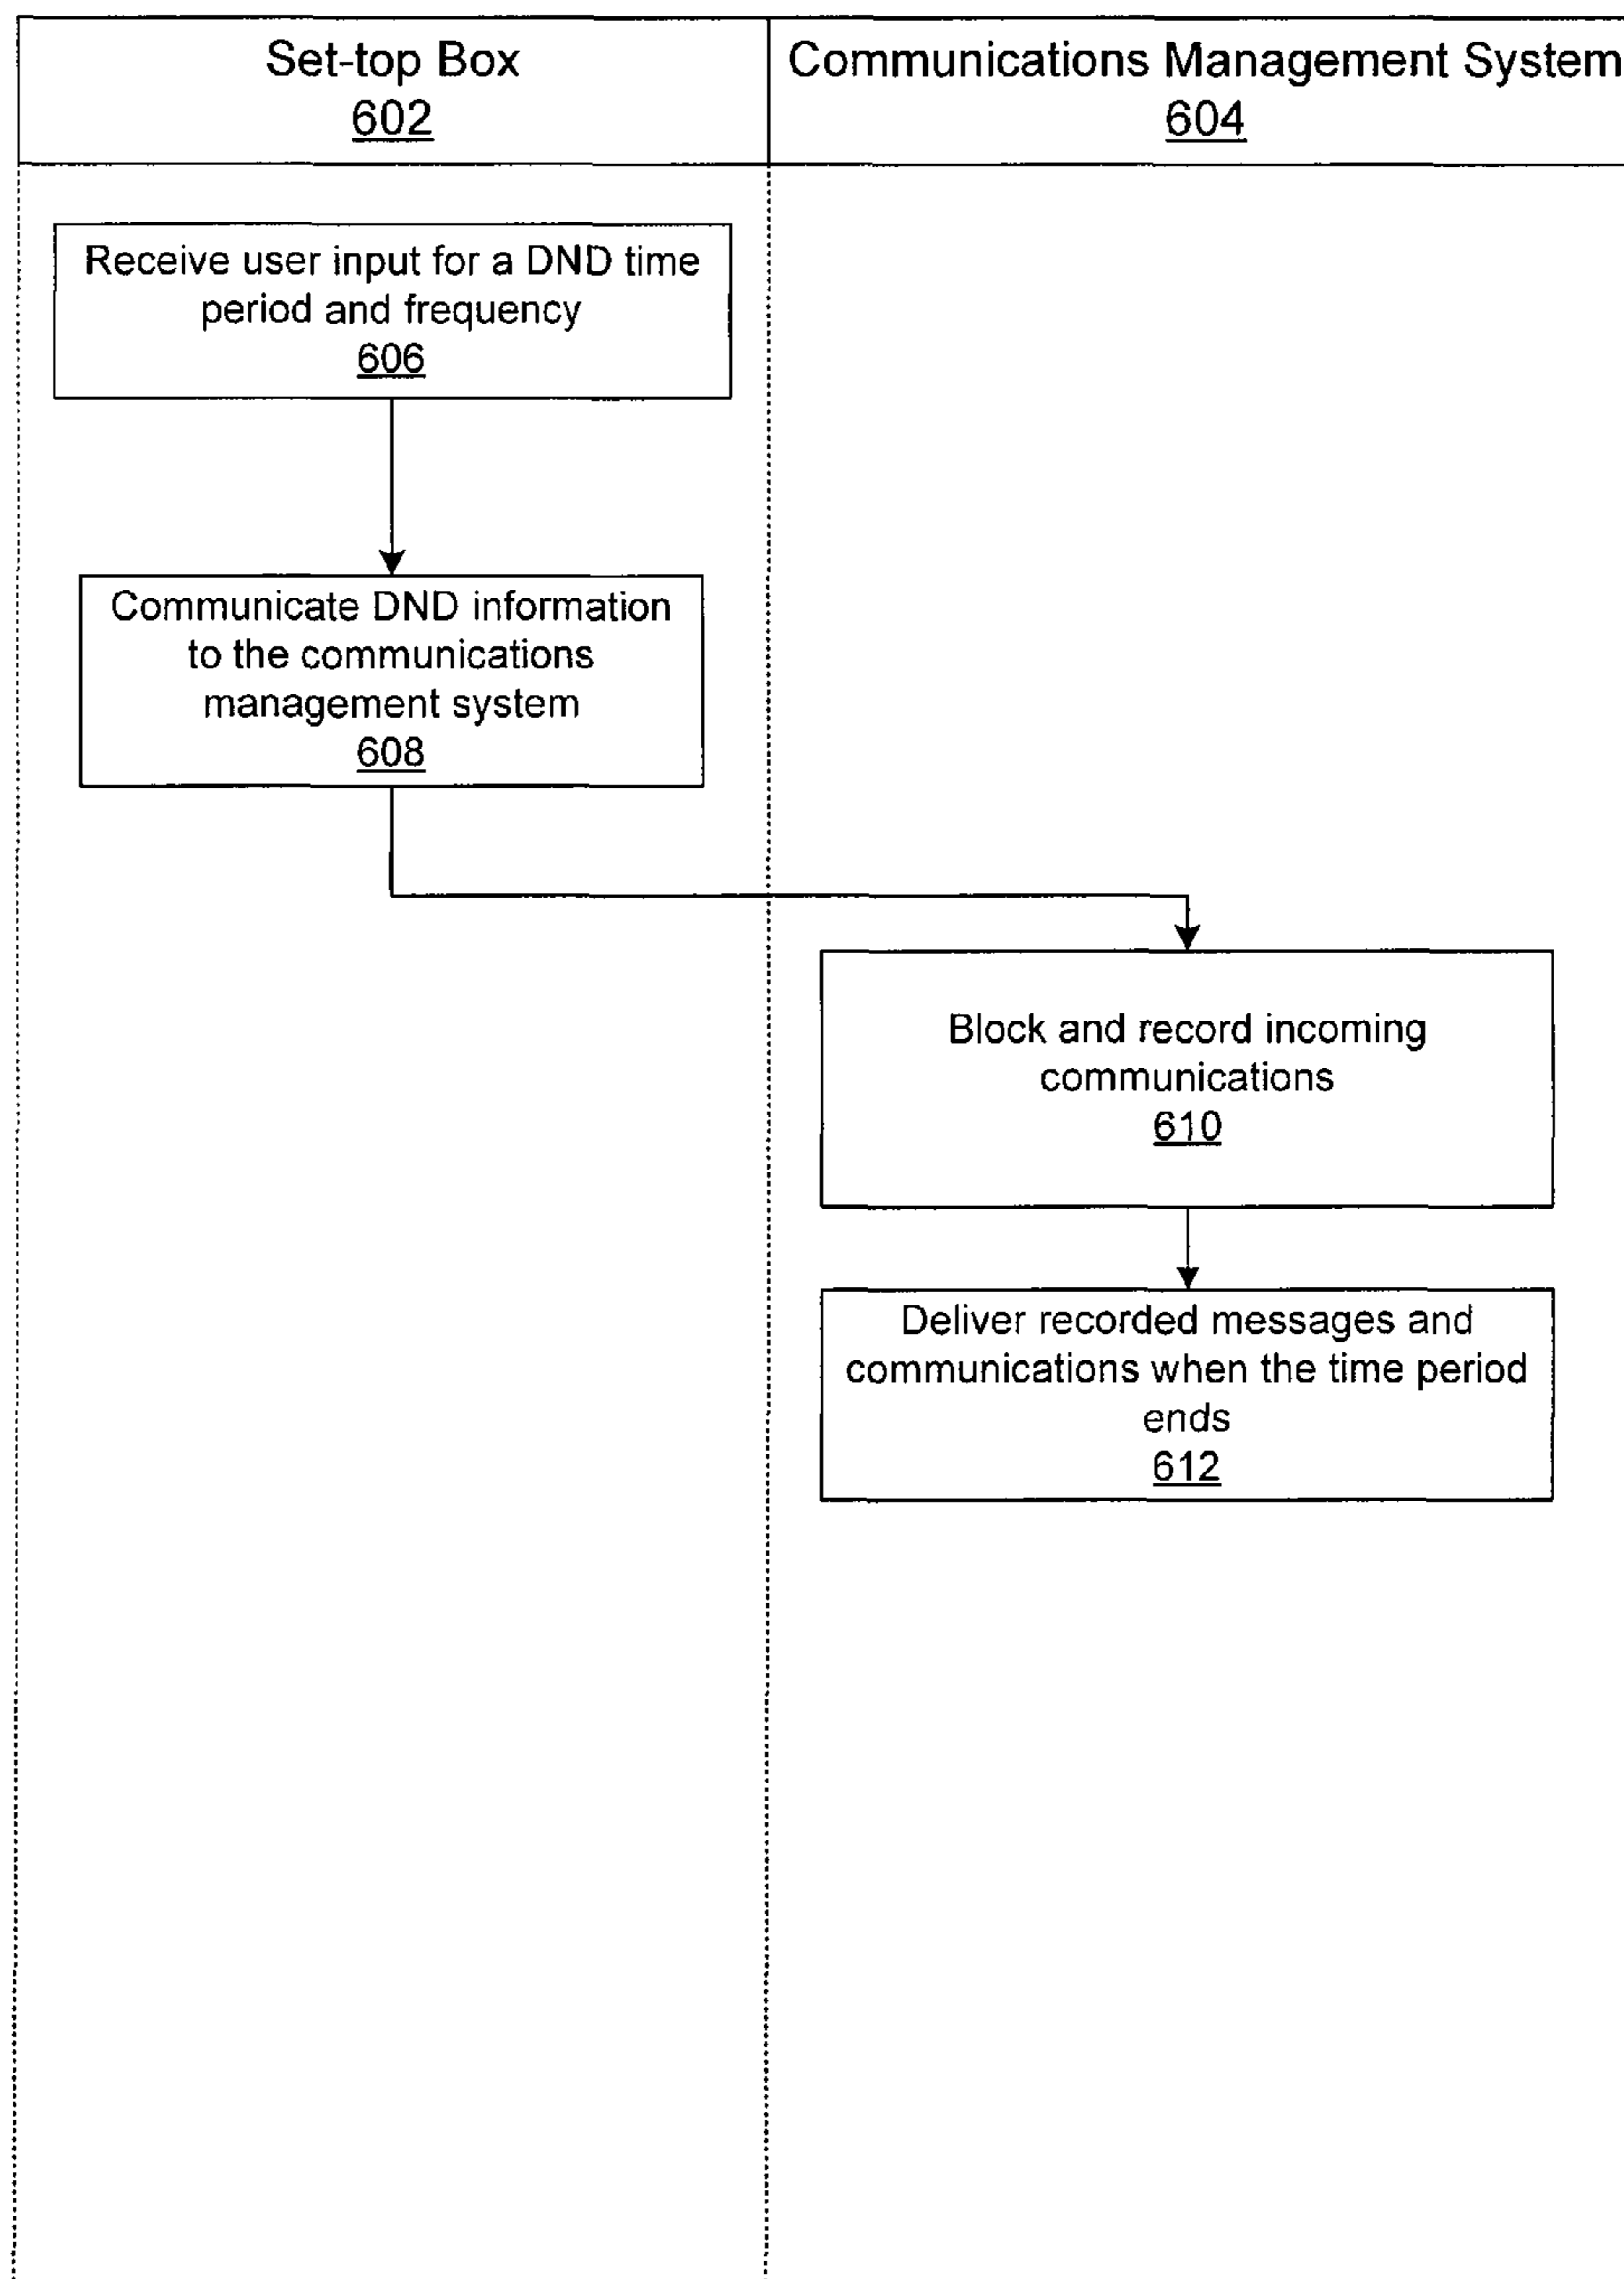 Set-top Box
602
Communications Management System
604
Receive user input for a DND time
period and frequency
606
Communicate DND information
to the communications
management system
608
Block and record incoming
communications
610
Deliver recorded messages and
communications when the time period
ends
612